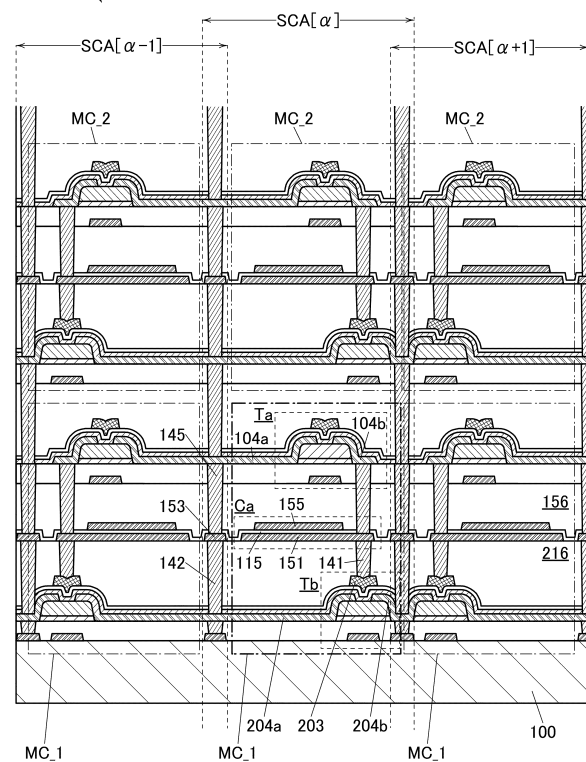 SCA[α]
SCA[α-1]
SCA[α+1]
MC_2 MC_2 MC_2
Ta
145 104a 104b
153 Ca 155 156
115 151 141 216
142 Tb
204a 203 204b 100
MC_1 MC_1 MC_1